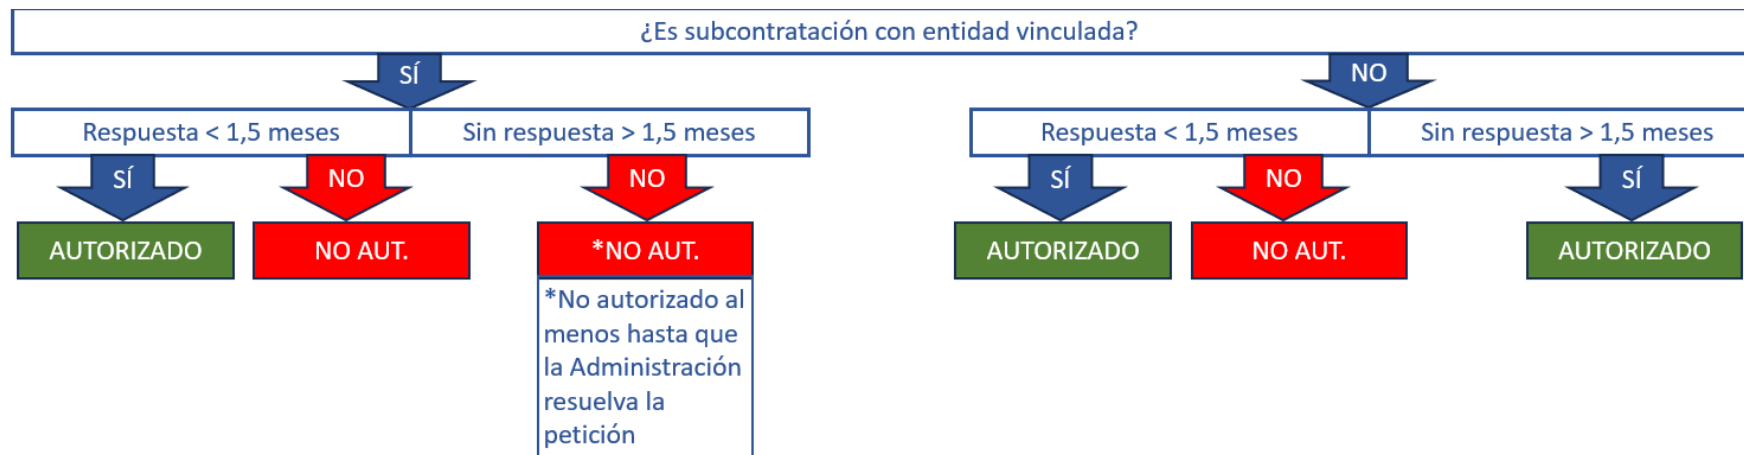 ¿Es subcontratación con entidad vinculada?
SÍ
NO
Respuesta < 1,5 meses
Sin respuesta > 1,5 meses
Respuesta < 1,5 meses
Sin respuesta > 1,5 meses
SÍ
NO
NO
SÍ
NO
SÍ
AUTORIZADO
NO AUT.
*NO AUT.
AUTORIZADO
NO AUT.
AUTORIZADO
*No autorizado al
menos hasta que
la Administración
resuelva la
petición